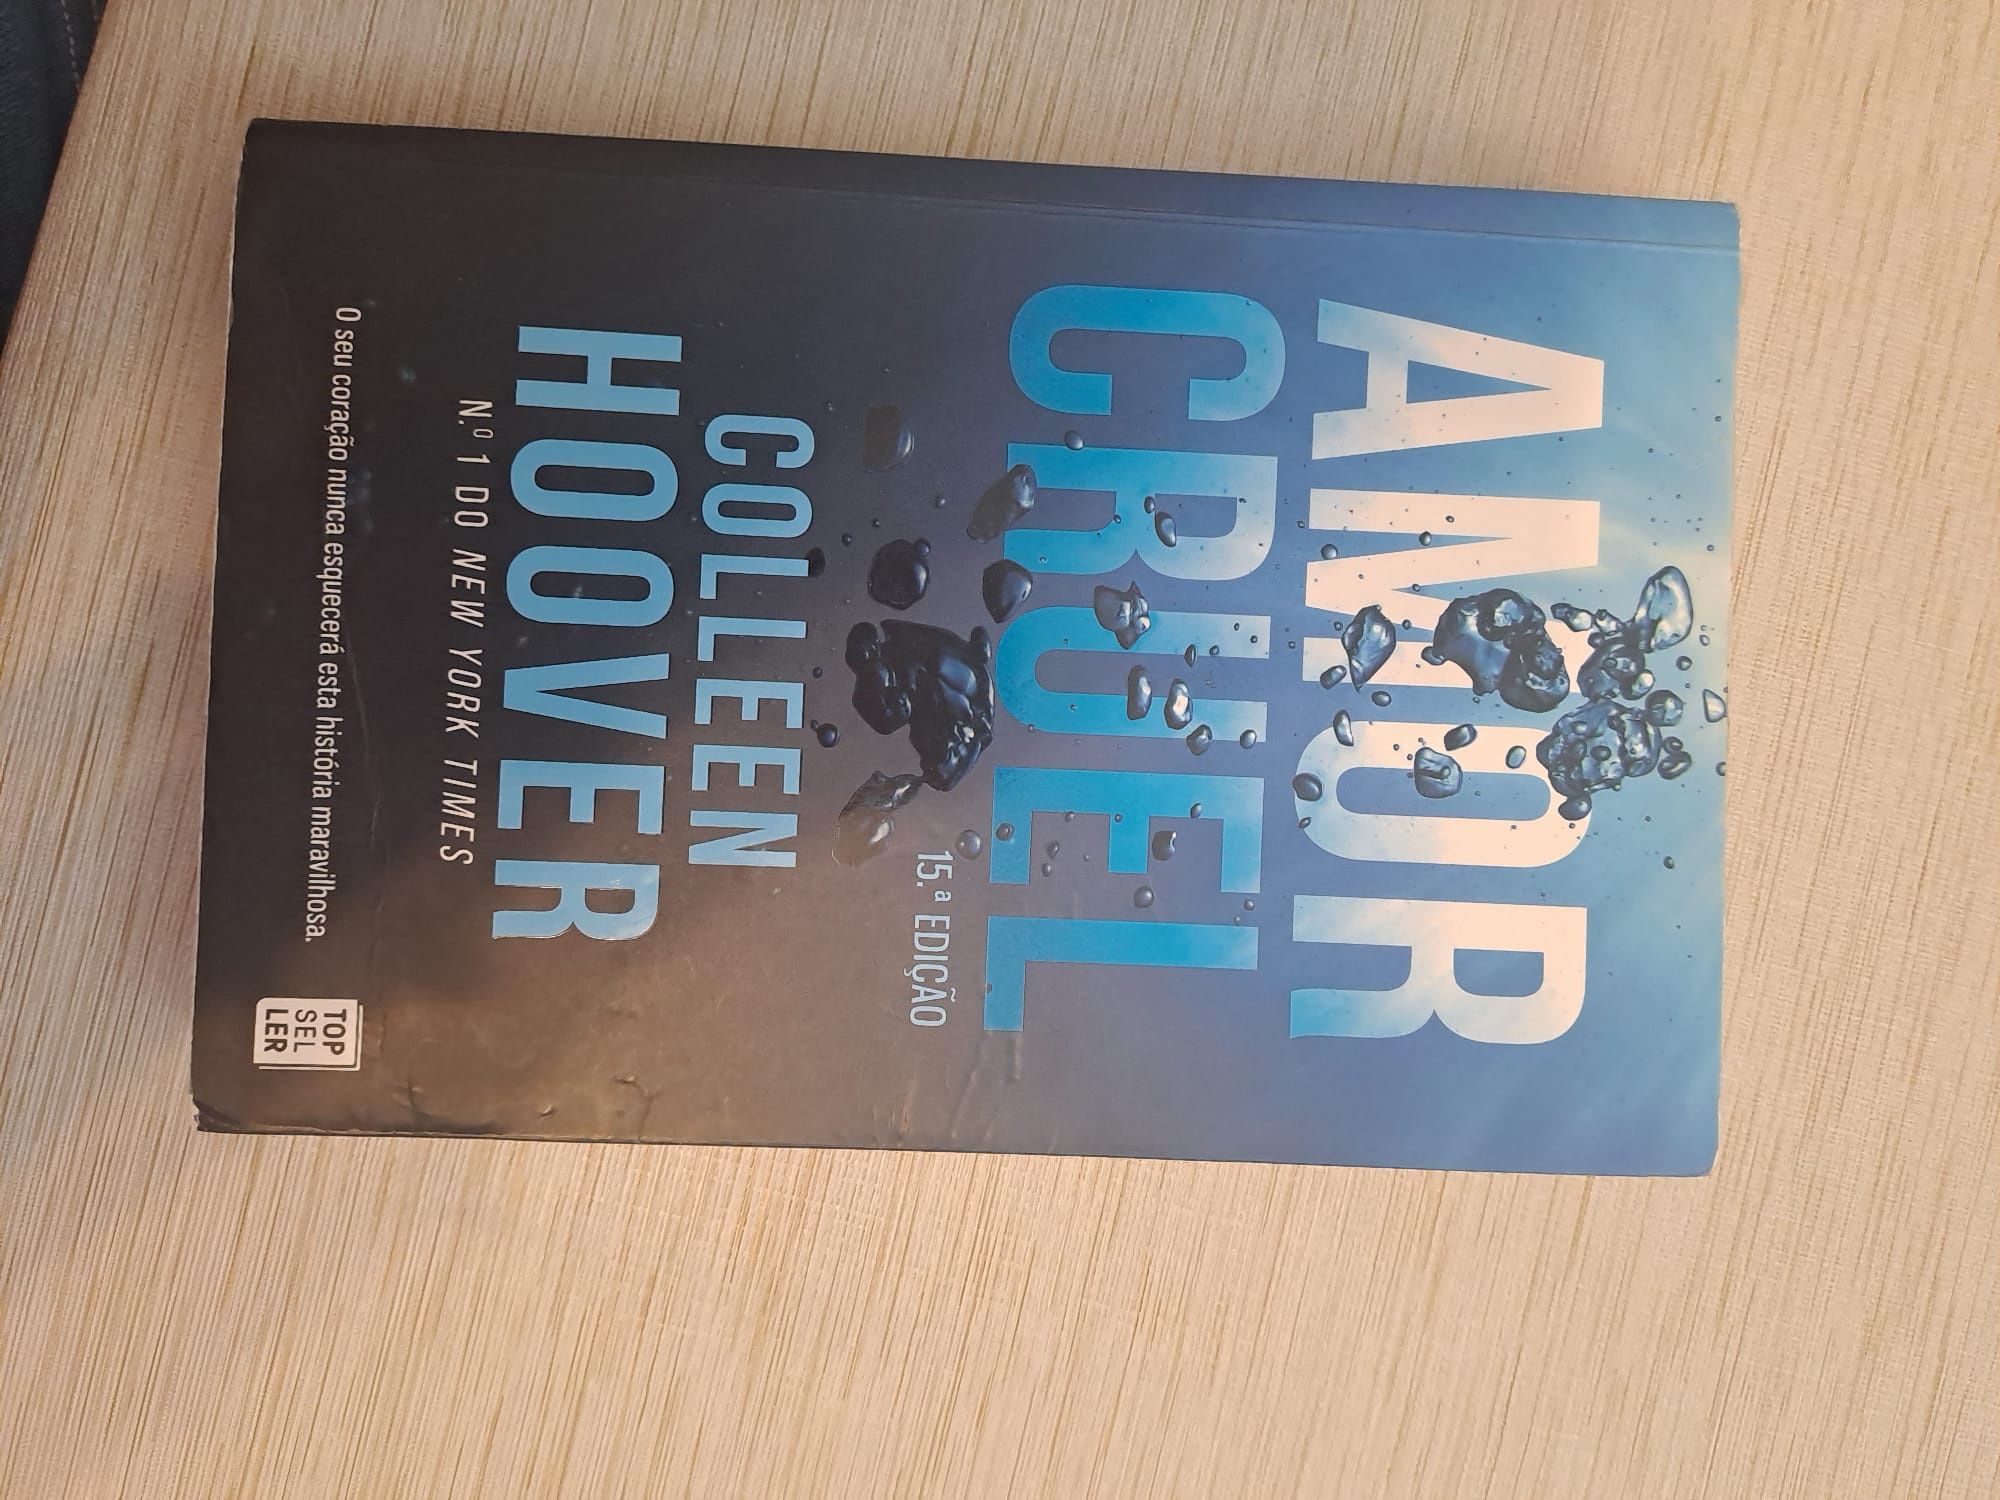 AMOR
CRUEL
15.ª EDIÇÃO
COLLEEN
HOOVER
N.º 1 DO NEW YORK TIMES
O seu coração nunca esquecerá esta história maravilhosa.
TOP
SEL
LER